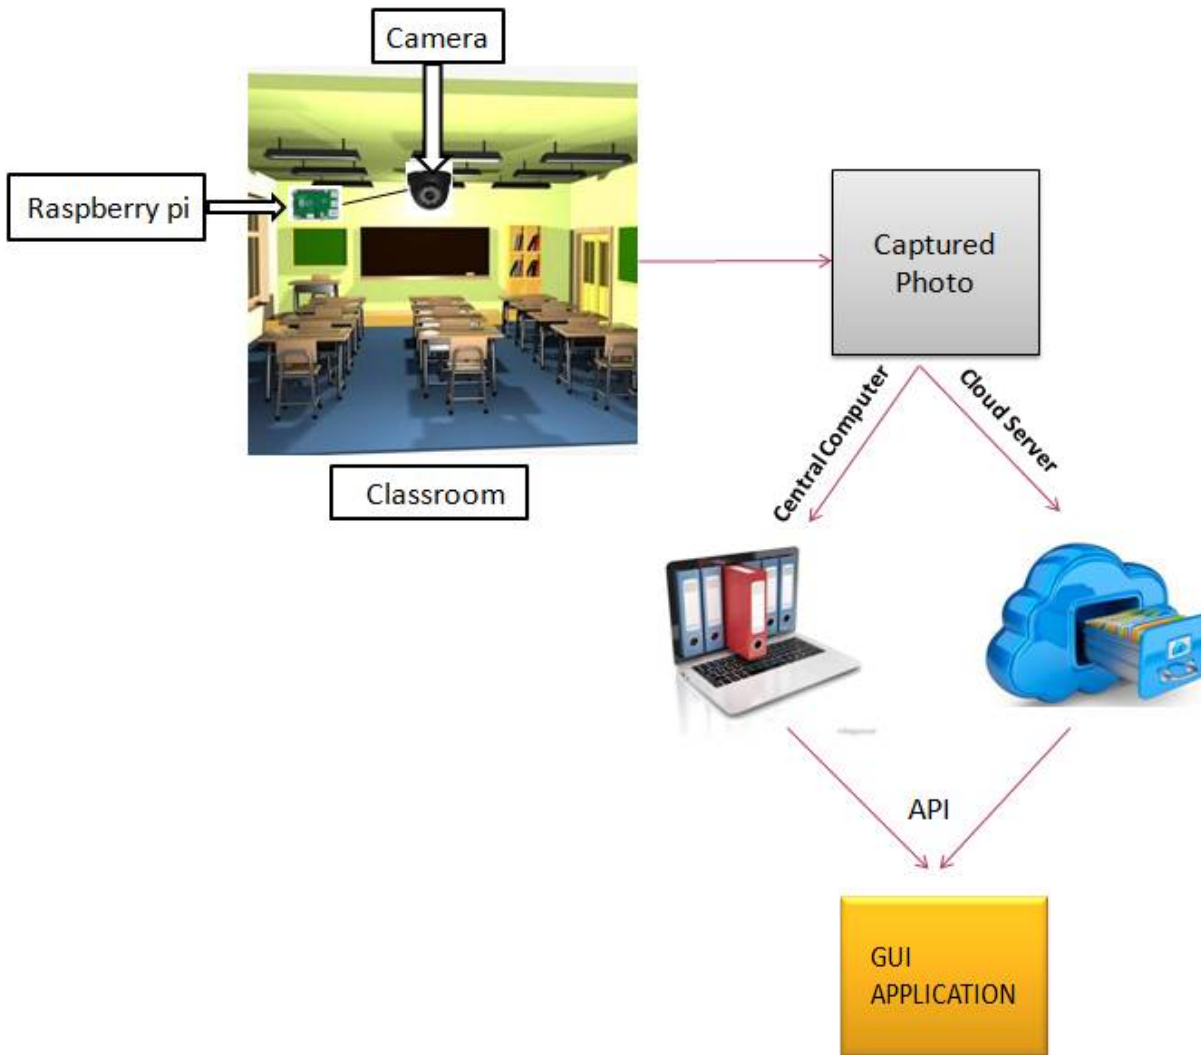 Camera
Raspberry pi
Classroom
Captured
Photo
Central Computer
Cloud Server
API
GUI
APPLICATION